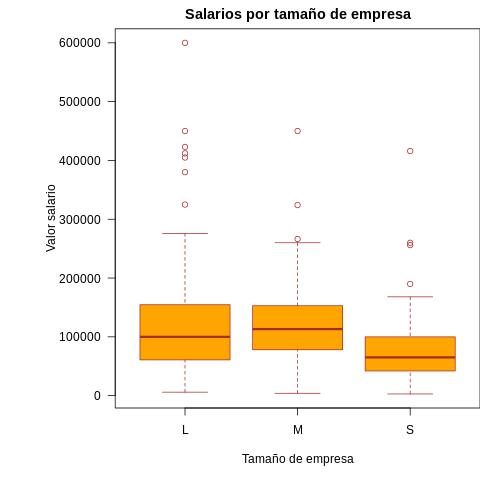 Salarios por tamaño de empresa
600000
500000
400000
300000
200000
100000
0
Valor salario
L M S
Tamaño de empresa